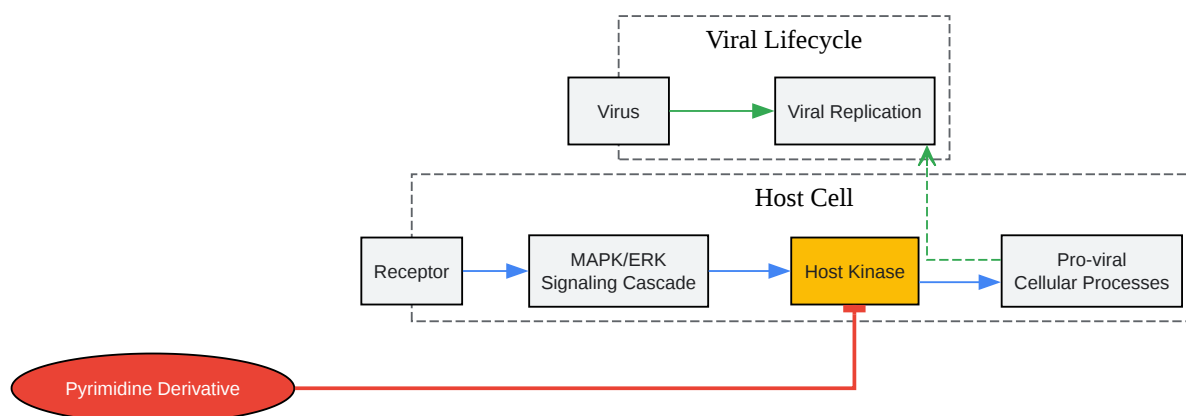 Viral Lifecycle
Virus
Viral Replication
Host Cell
Receptor
MAPK/ERK
Signaling Cascade
Host Kinase
Pro-viral
Cellular Processes
Pyrimidine Derivative